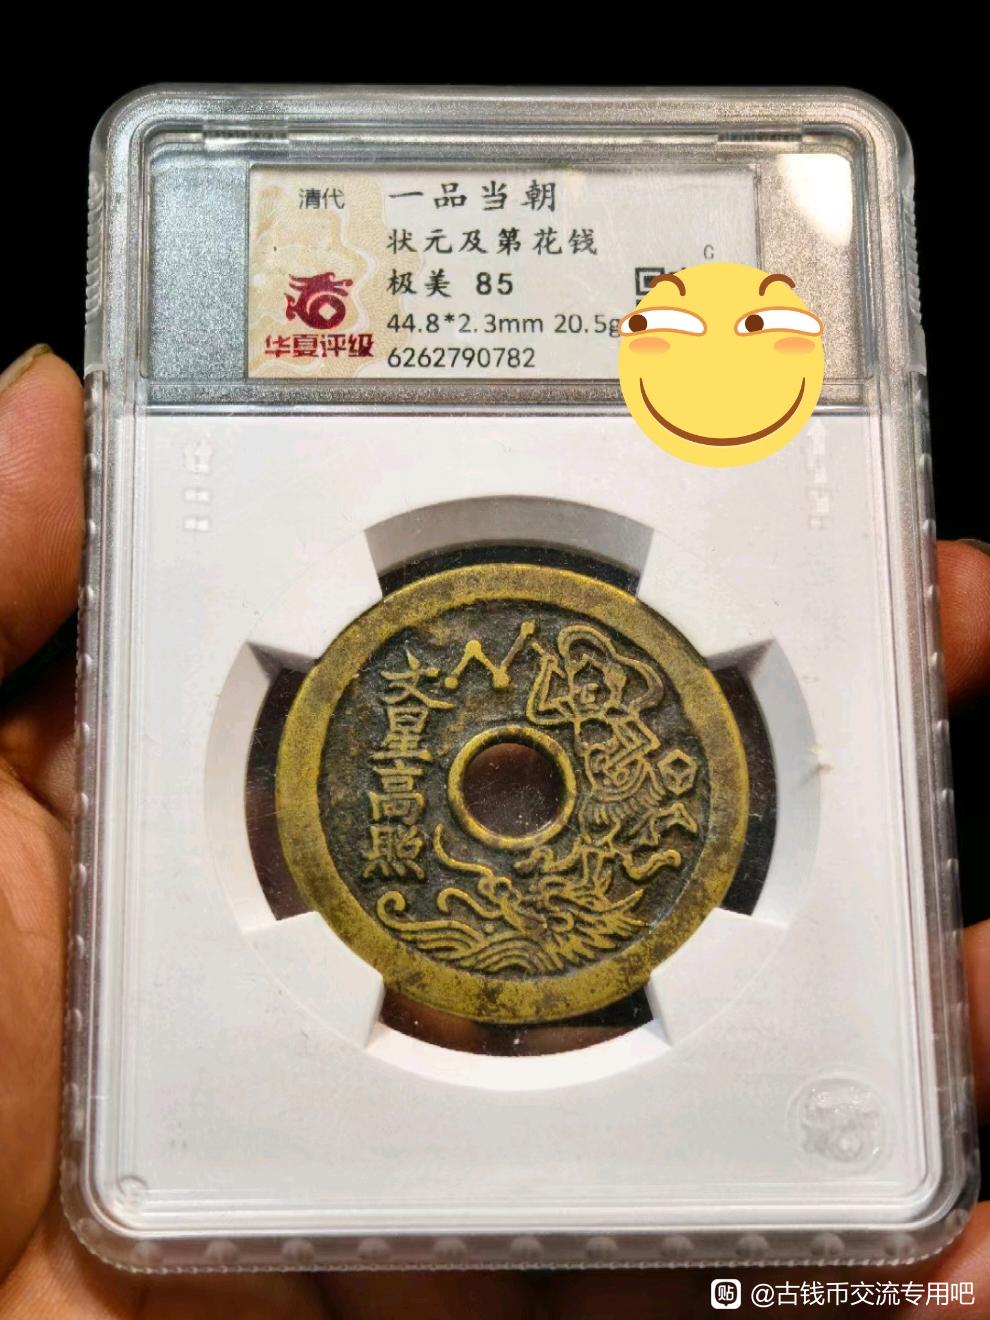 清代
一品当朝
状元及第花钱
极美 85
44.8*2.3mm 20.5g
6262790782
华夏评级
G
文星高照
@古钱币交流专用吧